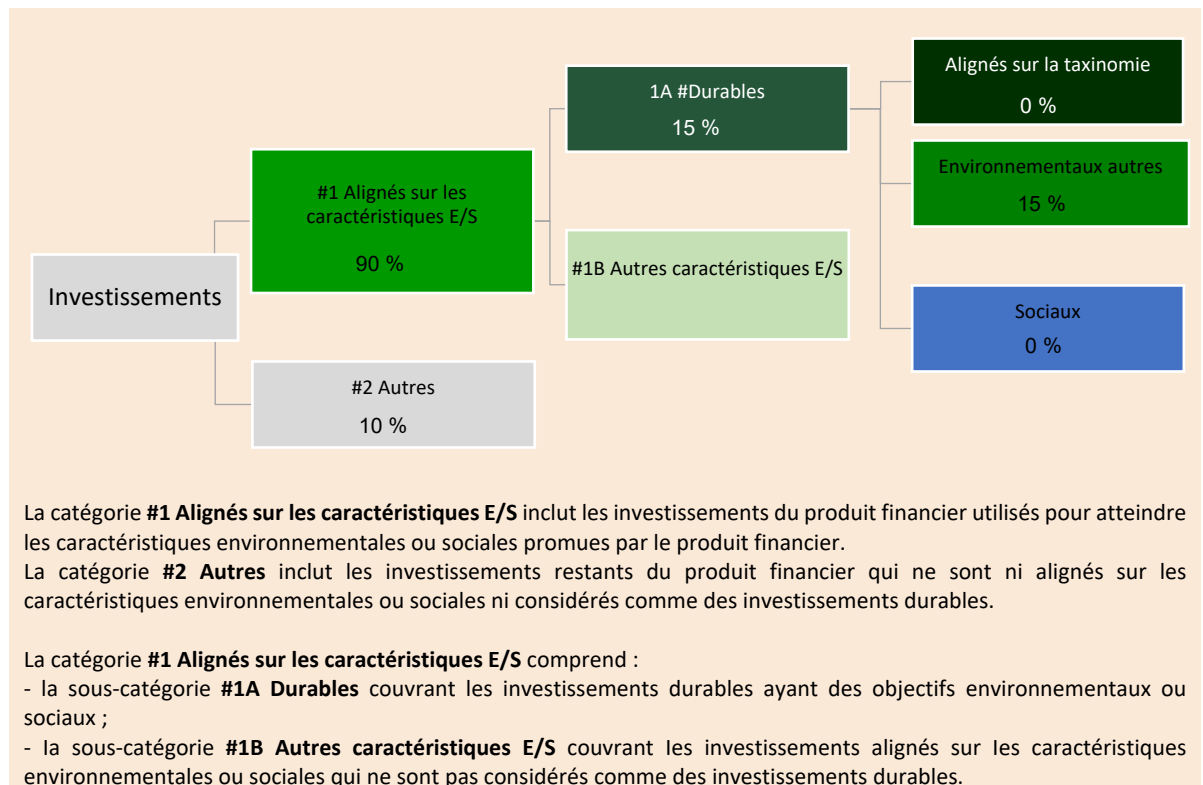 Alignés sur la taxinomie
0 %
1A #Durables
15 %
Environnementaux autres
15 %
#1 Alignés sur les
caractéristiques E/S
90 %
#1B Autres caractéristiques E/S
Investissements
Sociaux
0 %
#2 Autres
10 %
La catégorie #1 Alignés sur les caractéristiques E/S inclut les investissements du produit financier utilisés pour atteindre
les caractéristiques environnementales ou sociales promues par le produit financier.
La catégorie #2 Autres inclut les investissements restants du produit financier qui ne sont ni alignés sur les
caractéristiques environnementales ou sociales ni considérés comme des investissements durables.
La catégorie #1 Alignés sur les caractéristiques E/S comprend :
- la sous-catégorie #1A Durables couvrant les investissements durables ayant des objectifs environnementaux ou
sociaux ;
- la sous-catégorie #1B Autres caractéristiques E/S couvrant les investissements alignés sur les caractéristiques
environnementales ou sociales qui ne sont pas considérés comme des investissements durables.